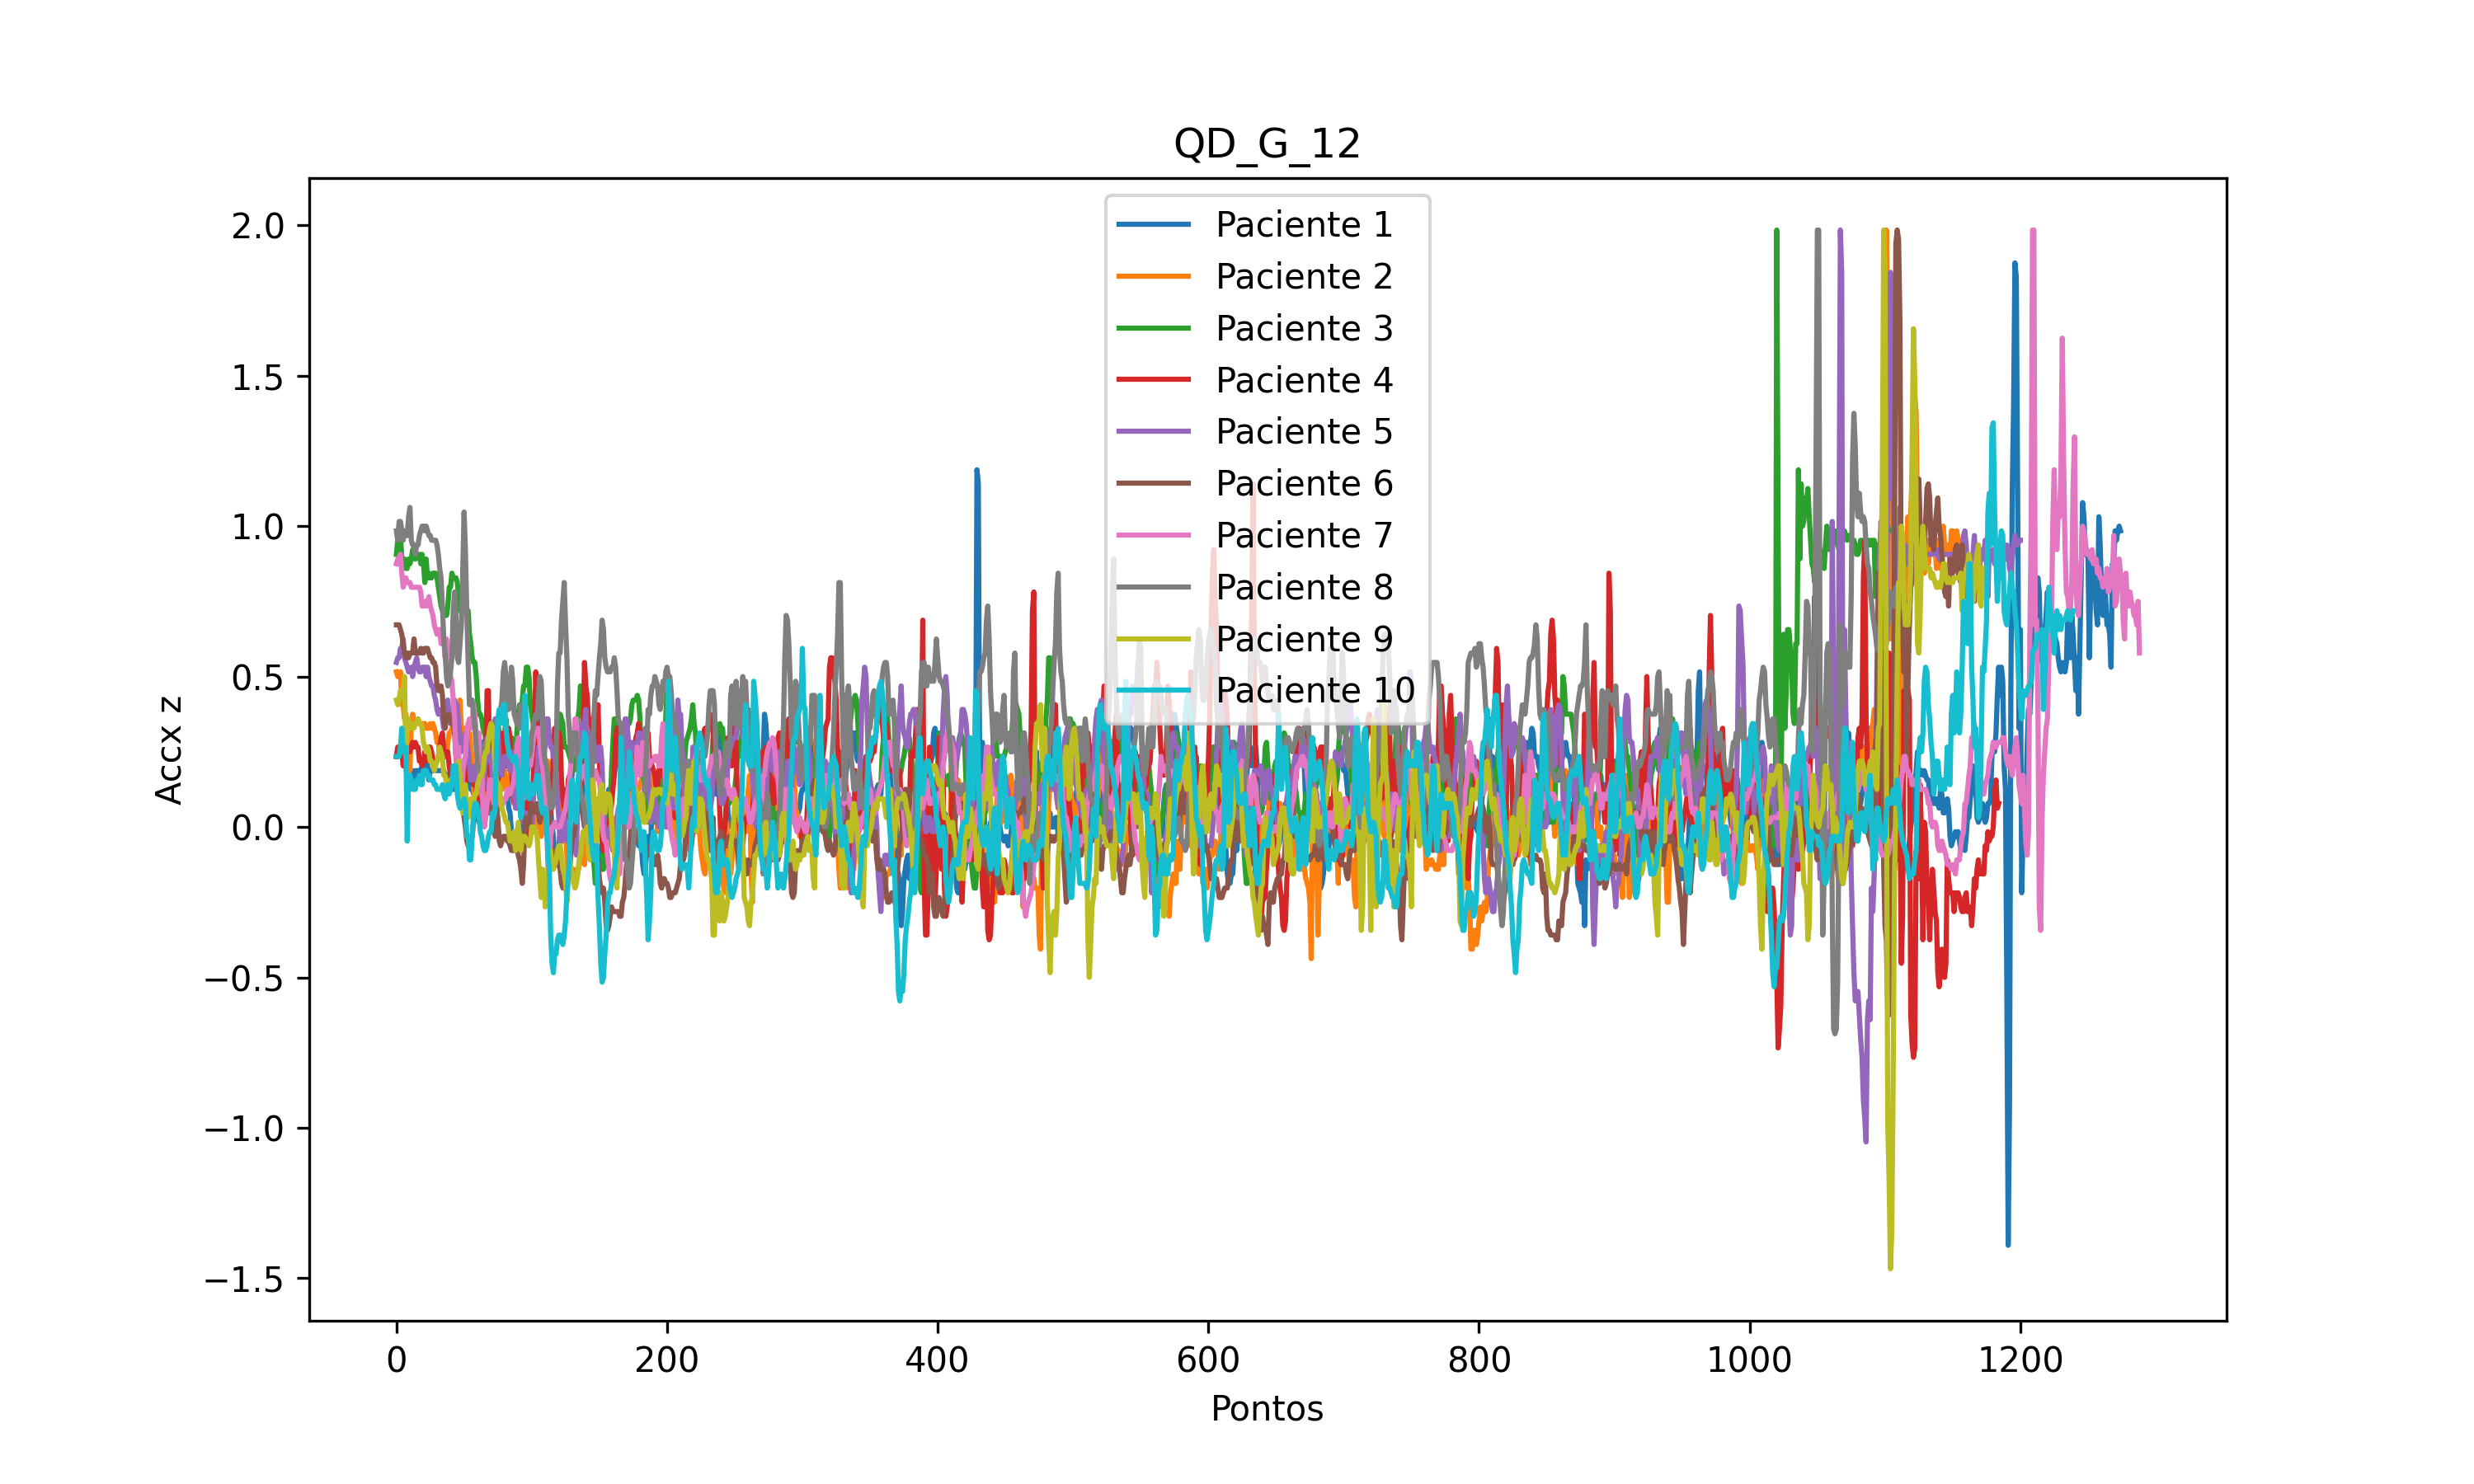 QD_G_12
Accx z
2.0
1.5
1.0
0.5
0.0
−0.5
−1.0
−1.5
Paciente 1
Paciente 2
Paciente 3
Paciente 4
Paciente 5
Paciente 6
Paciente 7
Paciente 8
Paciente 9
Paciente 10
0 200 400 600 800 1000 1200
Pontos